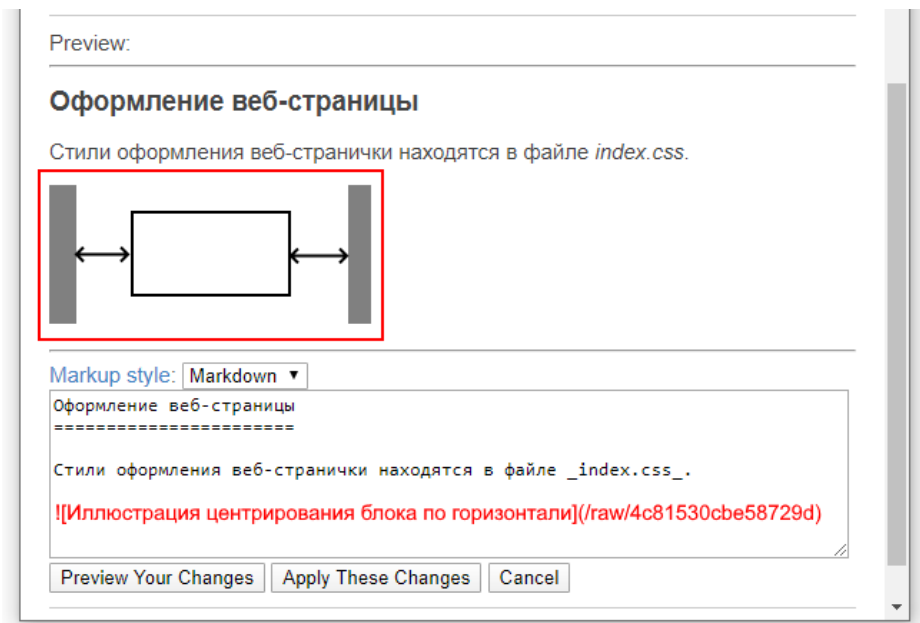 Preview:
Оформление веб-страницы
Стили оформления веб-странички находятся в файле index.css.
Markup style: Markdown
Оформление веб-страницы
=======================
Стили оформления веб-странички находятся в файле _index.css_.
![Иллюстрация центрирования блока по горизонтали](/raw/4c81530cbe58729d)
Preview Your Changes Apply These Changes Cancel